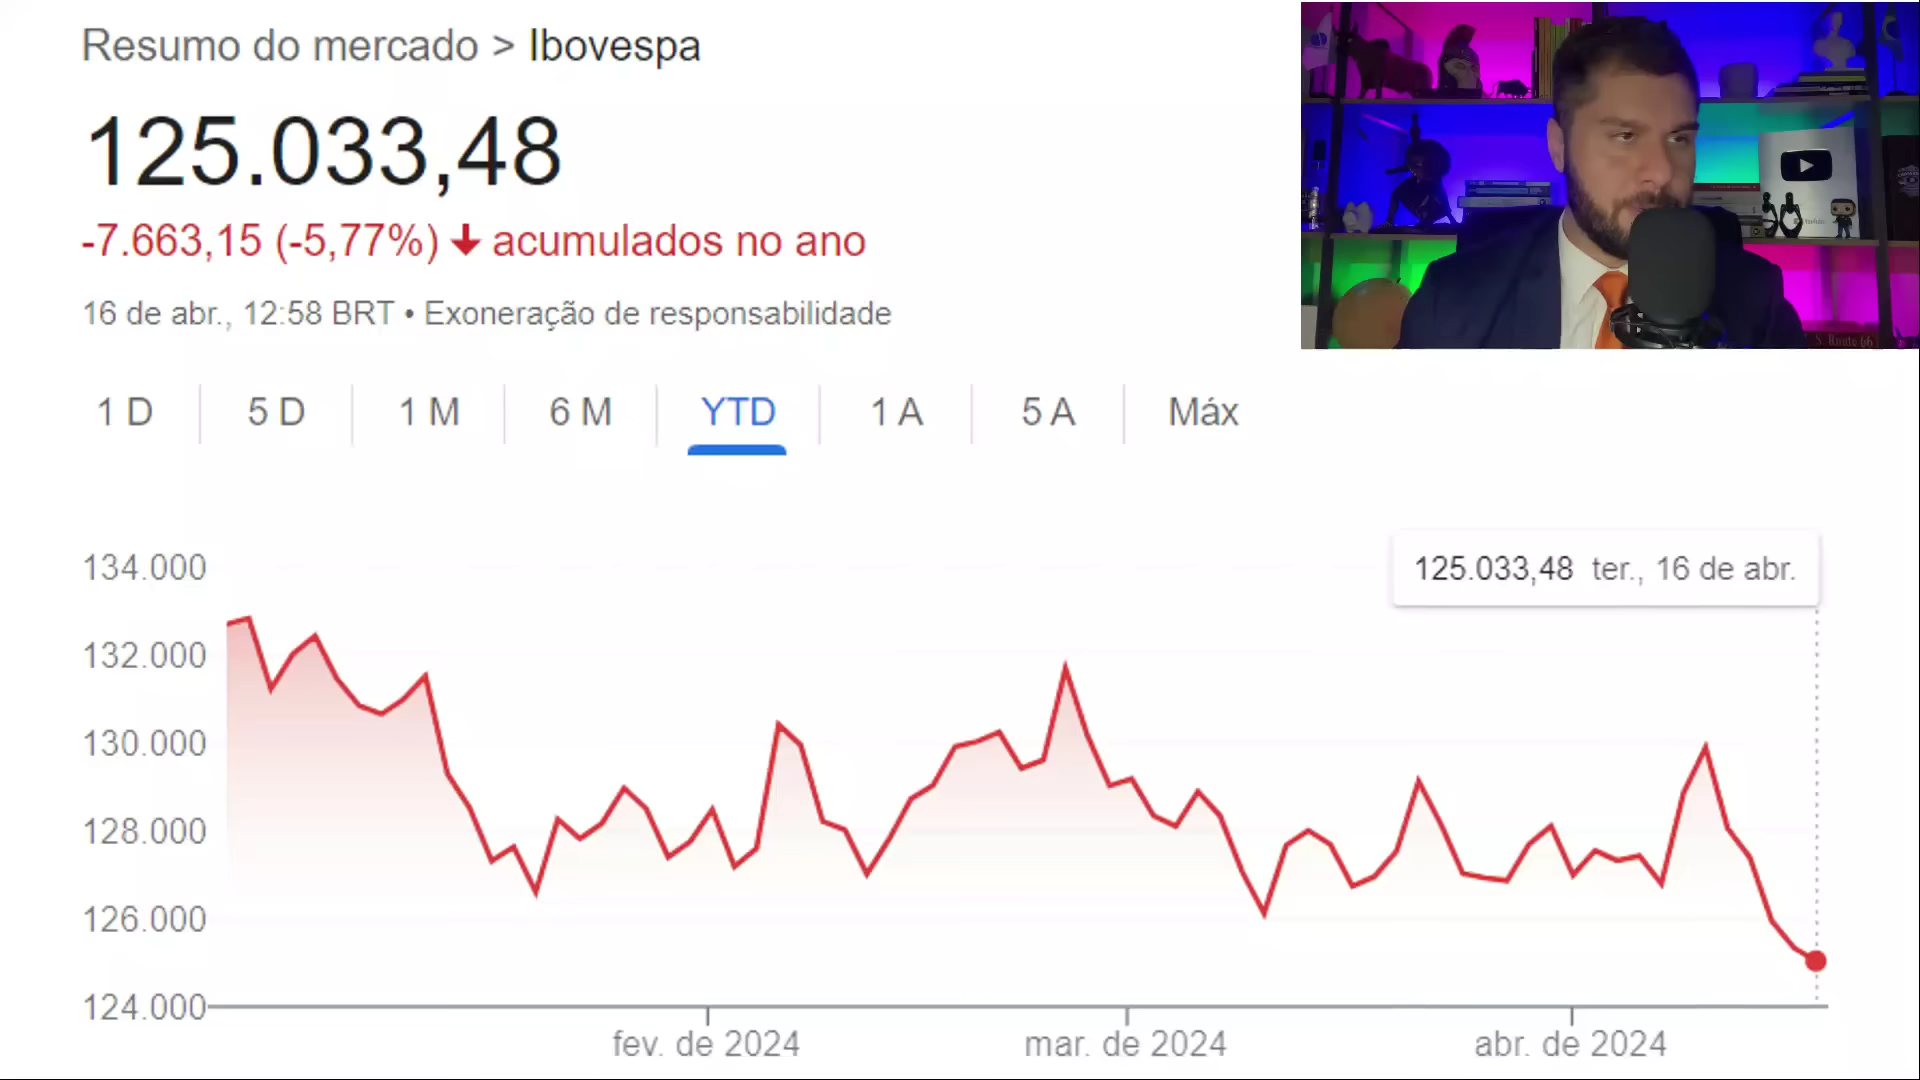 Resumo do mercado > Ibovespa
125.033,48
-7.663,15 (-5,77%) ↓ acumulados no ano
16 de abr., 12:58 BRT • Exoneração de responsabilidade
1 D 5 D 1 M 6 M YTD 1 A 5 A Máx
125.033,48 ter., 16 de abr.
134.000
132.000
130.000
128.000
126.000
124.000
fev. de 2024 mar. de 2024 abr. de 2024